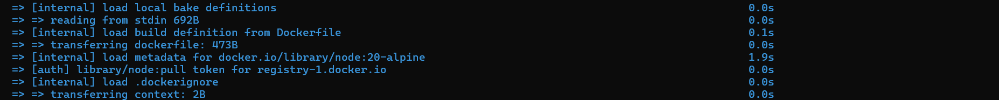 => [internal] load local bake definitions 0.0s
=> => reading from stdin 692B 0.0s
=> [internal] load build definition from Dockerfile 0.1s
=> => transferring dockerfile: 473B 0.0s
=> [internal] load metadata for docker.io/library/node:20-alpine 1.9s
=> [auth] library/node:pull token for registry-1.docker.io 0.0s
=> [internal] load .dockerignore 0.0s
=> => transferring context: 2B 0.0s